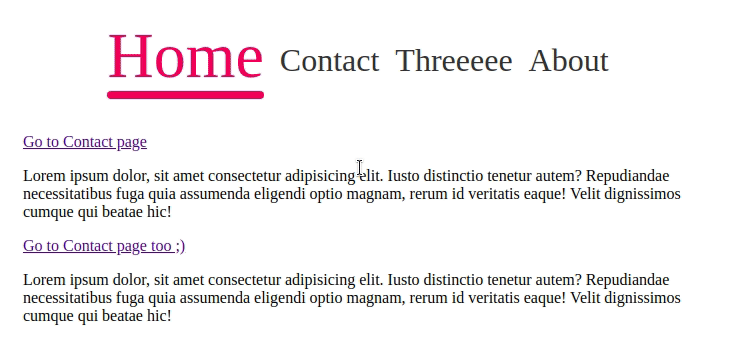 Home Contact Threeeee About
Go to Contact page
Lorem ipsum dolor, sit amet consectetur adipisicing elit. Iusto distinctio tenetur autem? Repudiandae
necessitatibus fuga quia assumenda eligendi optio magnam, rerum id veritatis eaque! Velit dignissimos
cumque qui beatae hic!
Go to Contact page too ;)
Lorem ipsum dolor, sit amet consectetur adipisicing elit. Iusto distinctio tenetur autem? Repudiandae
necessitatibus fuga quia assumenda eligendi optio magnam, rerum id veritatis eaque! Velit dignissimos
cumque qui beatae hic!